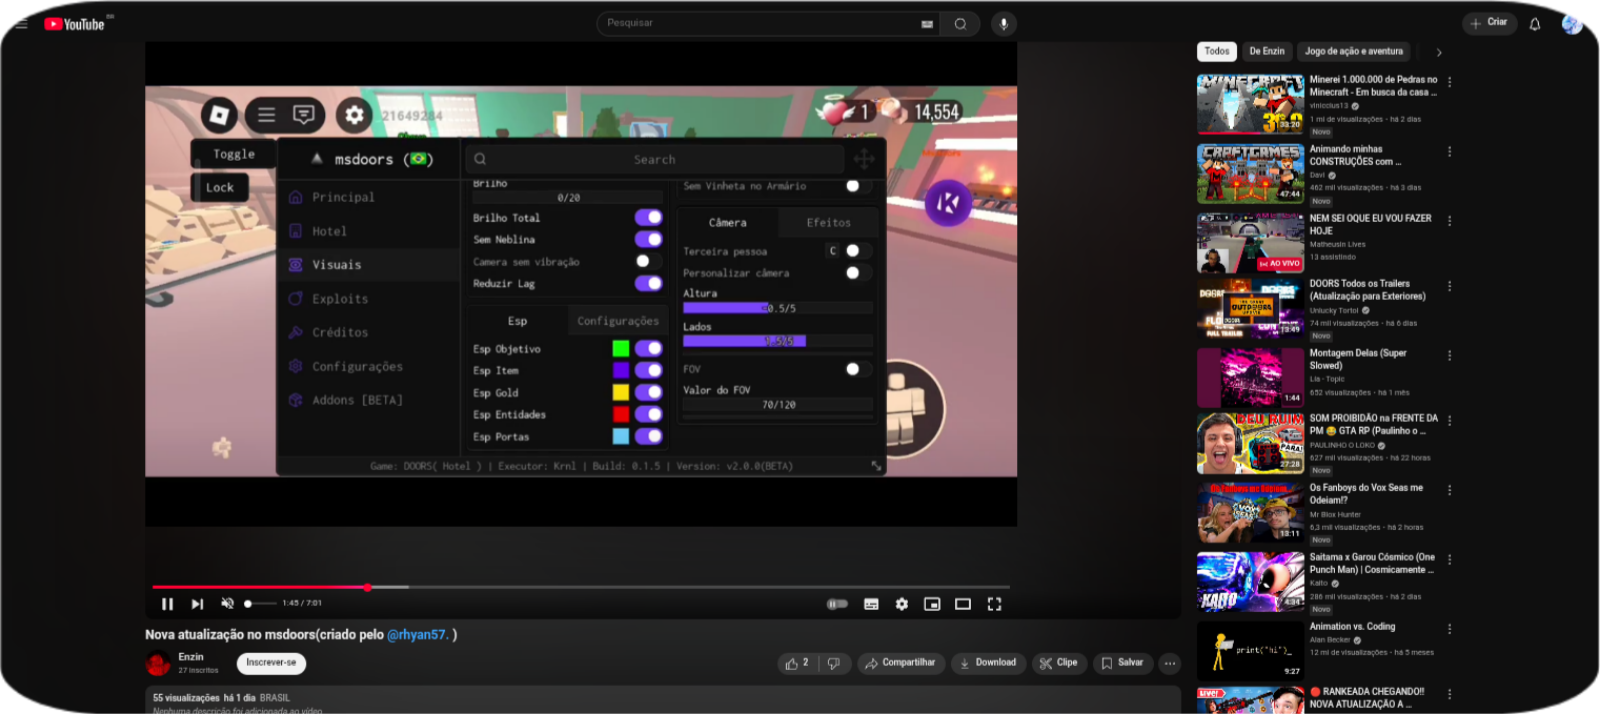 YouTube BR
Pesquisar
Criar
21649284
1
14,554
Toggle
Lock
msdoors (🇧🇷)
Search
Principal
Hotel
Visuais
Exploits
Créditos
Configurações
Addons [BETA]
Brilho
0/20
Brilho Total
Sem Neblina
Camera sem vibração
Reduzir Lag
Esp
Configurações
Esp Objetivo
Esp Item
Esp Gold
Esp Entidades
Esp Portas
Sem Vinheta no Armário
Câmera
Efeitos
Terceira pessoa
C
Personalizar câmera
Altura
-0.5/5
Lados
1.5/5
FOV
Valor do FOV
70/120
Game: DOORS( Hotel ) | Executor: Krnl | Build: 0.1.5 | Version: v2.0.0(BETA)
1:45 / 7:01
Nova atualização no msdoors(criado pelo @rhyan57. )
Enzin
27 inscritos
Inscrever-se
2
Compartilhar
Download
Clipe
Salvar
55 visualizações há 1 dia BRASIL
Nenhuma descrição foi adicionada ao vídeo
Todos
De Enzin
Jogo de ação e aventura
MINECRAFT
33:20
Minerei 1.000.000 de Pedras no
Minecraft - Em busca da casa ...
viniccius13
1 mi de visualizações - há 2 dias
Novo
CRAFTGAMES
47:44
Animando minhas
CONSTRUÇÕES com ...
Davi
462 mil visualizações - há 3 dias
Novo
AO VIVO
NEM SEI OQUE EU VOU FAZER
HOJE
Matheusin Lives
13 assistindo
OUTDOORS
13:49
DOORS Todos os Trailers
(Atualização para Exteriores)
Unlucky Tortol
74 mil visualizações - há 6 dias
Novo
1:44
Montagem Delas (Super
Slowed)
Lia - Topic
652 visualizações - há 1 mês
27:28
SOM PROIBIDÃO na FRENTE DA
PM 😂 GTA RP (Paulinho o ...
PAULINHO O LOKO
627 mil visualizações - há 22 horas
Novo
13:11
Os Fanboys do Vox Seas me
Odeiam!?
Mr Blox Hunter
6,3 mil visualizações - há 2 horas
Novo
KABO
4:34
Saitama x Garou Cósmico (One
Punch Man) | Cosmicamente ...
Kaito
286 mil visualizações - há 2 dias
Novo
print("hi")_
9:27
Animation vs. Coding
Alan Becker
12 mi de visualizações - há 5 meses
Live!
🔴 RANKEADA CHEGANDO!!
NOVA ATUALIZAÇÃO A ...